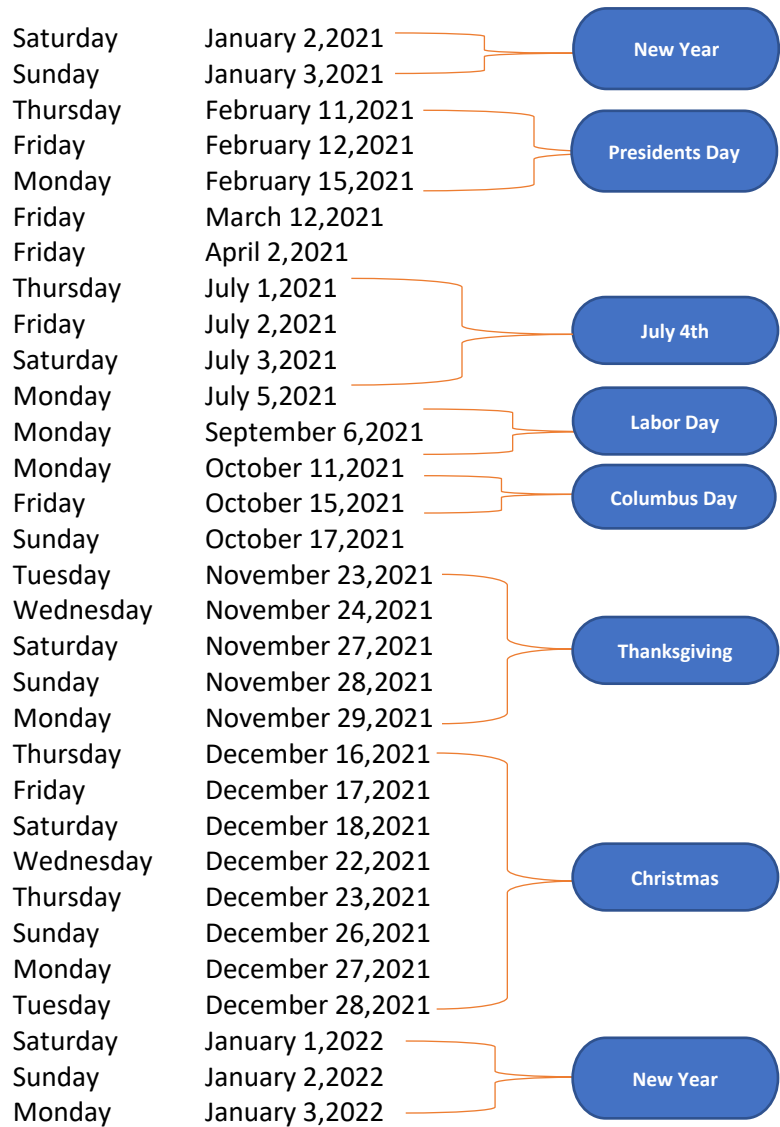 Saturday January 2,2021
New Year
Sunday January 3,2021
Thursday February 11,2021
Friday February 12,2021
Presidents Day
Monday February 15,2021
Friday March 12,2021
Friday April 2,2021
Thursday July 1,2021
Friday July 2,2021
July 4th
Saturday July 3,2021
Monday July 5,2021
Labor Day
Monday September 6,2021
Monday October 11,2021
Columbus Day
Friday October 15,2021
Sunday October 17,2021
Tuesday November 23,2021
Wednesday November 24,2021
Saturday November 27,2021
Thanksgiving
Sunday November 28,2021
Monday November 29,2021
Thursday December 16,2021
Friday December 17,2021
Saturday December 18,2021
Wednesday December 22,2021
Christmas
Thursday December 23,2021
Sunday December 26,2021
Monday December 27,2021
Tuesday December 28,2021
Saturday January 1,2022
Sunday January 2,2022
New Year
Monday January 3,2022